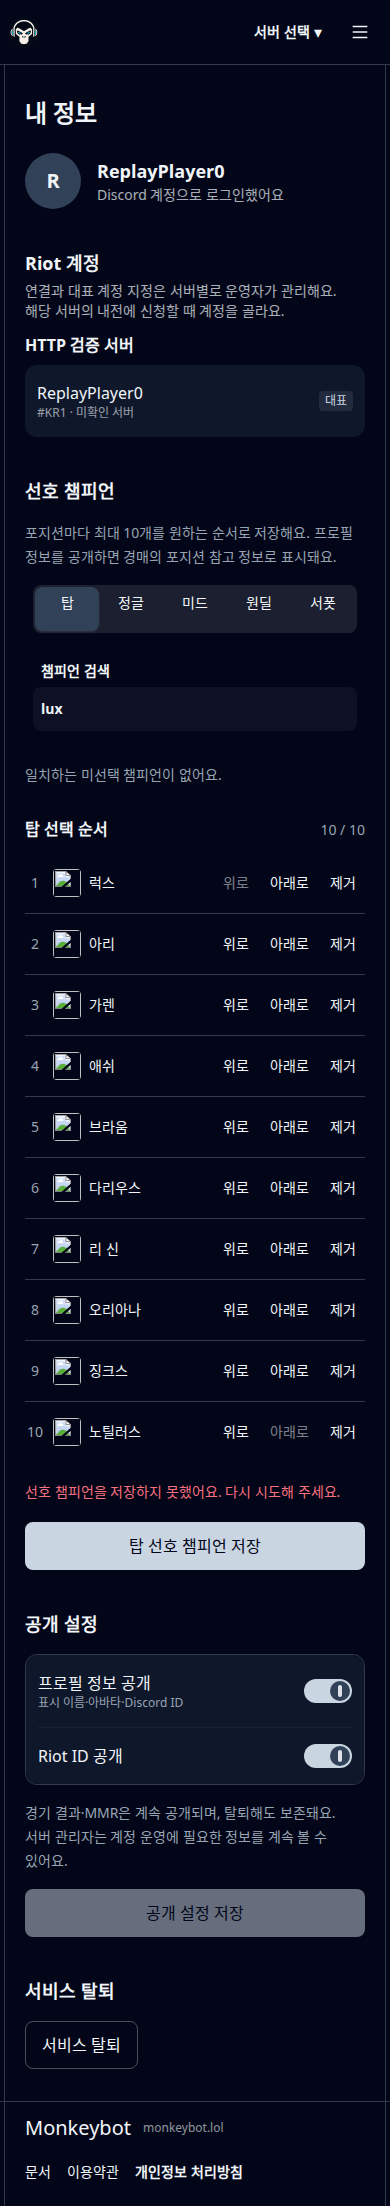 서버 선택 ▾
내 정보
R
ReplayPlayer0
Discord 계정으로 로그인했어요
Riot 계정
연결과 대표 계정 지정은 서버별로 운영자가 관리해요.
해당 서버의 내전에 신청할 때 계정을 골라요.
HTTP 검증 서버
ReplayPlayer0
#KR1 · 미확인 서버
대표
선호 챔피언
포지션마다 최대 10개를 원하는 순서로 저장해요. 프로필
정보를 공개하면 경매의 포지션 참고 정보로 표시돼요.
탑 정글 미드 원딜 서폿
챔피언 검색
lux
일치하는 미선택 챔피언이 없어요.
탑 선택 순서 10 / 10
1 럭스 위로 아래로 제거
2 아리 위로 아래로 제거
3 가렌 위로 아래로 제거
4 애쉬 위로 아래로 제거
5 브라움 위로 아래로 제거
6 다리우스 위로 아래로 제거
7 리 신 위로 아래로 제거
8 오리아나 위로 아래로 제거
9 징크스 위로 아래로 제거
10 노틸러스 위로 아래로 제거
선호 챔피언을 저장하지 못했어요. 다시 시도해 주세요.
탑 선호 챔피언 저장
공개 설정
프로필 정보 공개
표시 이름·아바타·Discord ID
Riot ID 공개
경기 결과·MMR은 계속 공개되며, 탈퇴해도 보존돼요.
서버 관리자는 계정 운영에 필요한 정보를 계속 볼 수
있어요.
공개 설정 저장
서비스 탈퇴
서비스 탈퇴
Monkeybot monkeybot.lol
문서 이용약관 개인정보 처리방침